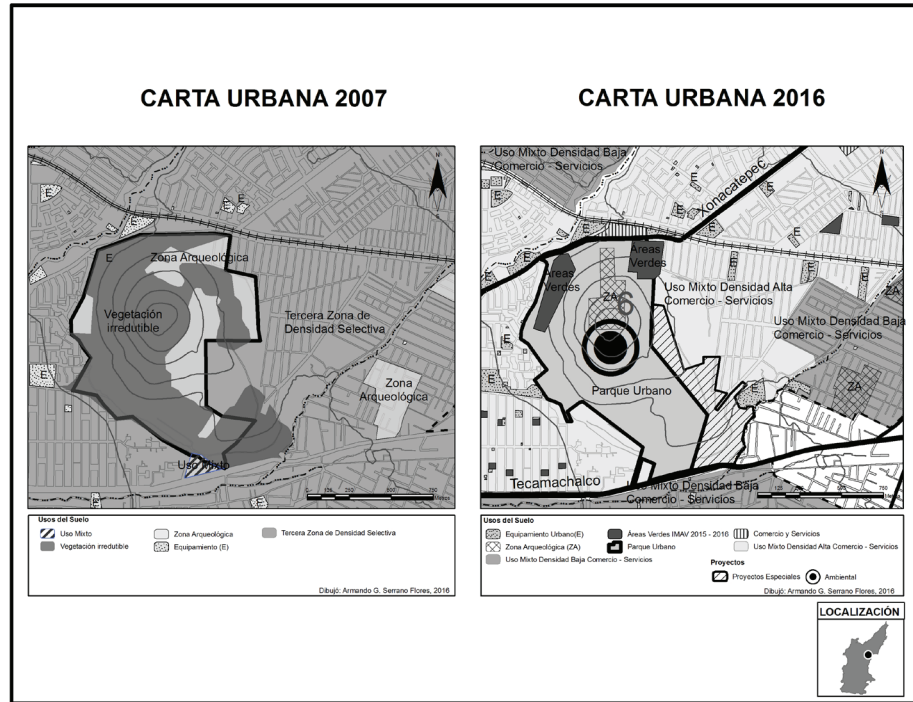 CARTA URBANA 2007
N
E
E
E
E
Zona Arqueológica
E
Vegetación
irredutible
Tercera Zona de
Densidad Selectiva
E
Zona
Arqueológica
Uso Mixto
E
Metros
Usos del Suelo
Uso Mixto
Zona Arqueológica
Tercera Zona de Densidad Selectiva
Vegetación irredutible
Equipamiento (E)
Dibujó: Armando G. Serrano Flores, 2016
CARTA URBANA 2016
Uso Mixto Densidad Baja
Comercio - Servicios
Xonacatepec
N
E
E
E
E
E
E
E
E
E
E
Áreas
Verdes
Áreas
Verdes
ZA
6
Uso Mixto Densidad Alta
Comercio - Servicios
ZA
Uso Mixto Densidad Baja
Comercio - Servicios
E
Parque Urbano
E
ZA
E
Tecamachalco
Uso Mixto Densidad Baja
Comercio - Servicios
Metros
Usos del Suelo
Equipamiento Urbano(E)
Áreas Verdes IMAV 2015 - 2016
Comercio y Servicios
Zona Arqueológica (ZA)
Parque Urbano
Uso Mixto Densidad Alta Comercio - Servicios
Uso Mixto Densidad Baja Comercio - Servicios
Proyectos
Proyectos Especiales
Ambiental
Dibujó: Armando G. Serrano Flores, 2016
LOCALIZACIÓN